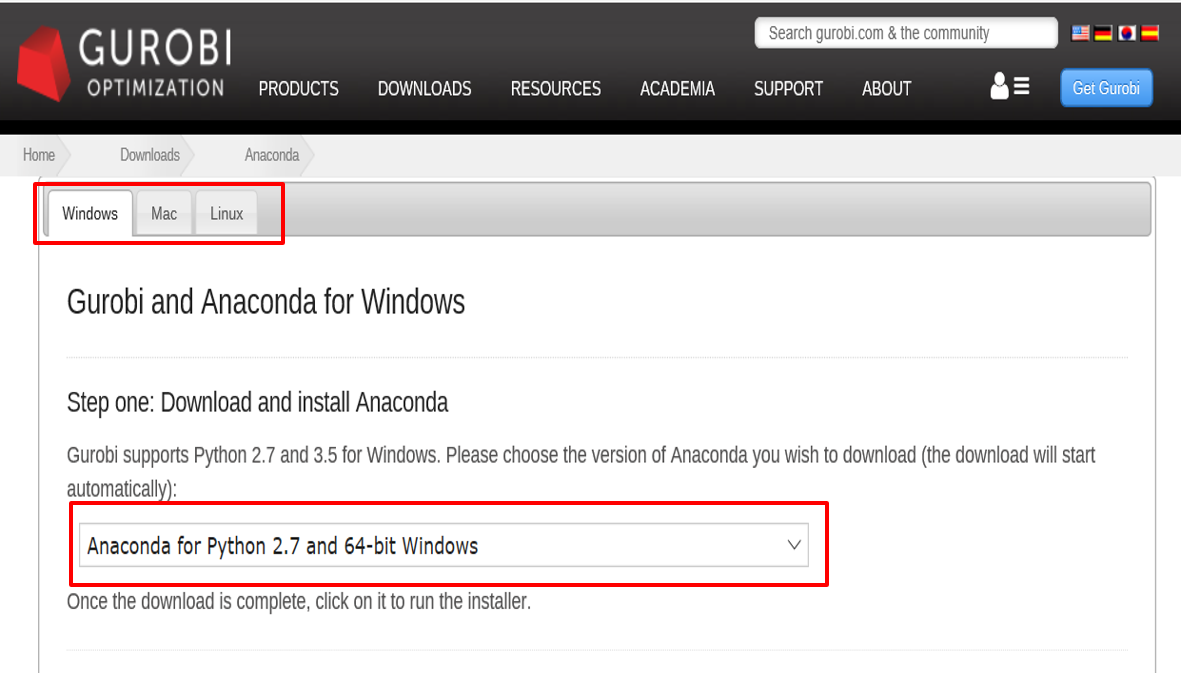 GUROBI
OPTIMIZATION
Search gurobi.com & the community
PRODUCTS DOWNLOADS RESOURCES ACADEMIA SUPPORT ABOUT
Get Gurobi
Home Downloads Anaconda
Windows Mac Linux
Gurobi and Anaconda for Windows
Step one: Download and install Anaconda
Gurobi supports Python 2.7 and 3.5 for Windows. Please choose the version of Anaconda you wish to download (the download will start
automatically):
Anaconda for Python 2.7 and 64-bit Windows
Once the download is complete, click on it to run the installer.